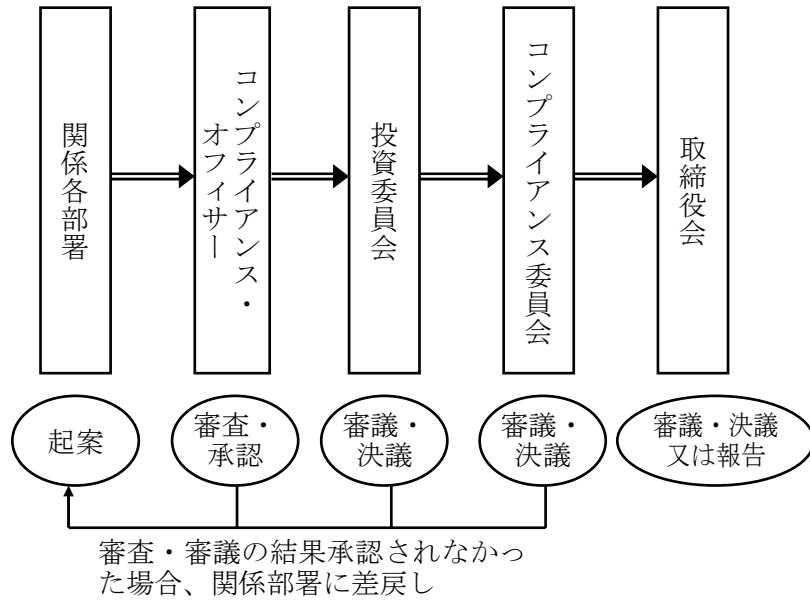 関係各部署
コンプライアンス・
オフィサー
投資委員会
コンプライアンス委員会
取締役会
起案
審査・
承認
審議・
決議
審議・
決議
審議・決議
又は報告
審査・審議の結果承認されなかっ
た場合、関係部署に差戻し